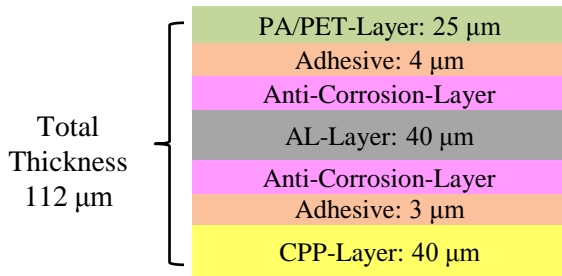 PA/PET-Layer: 25 μm
Adhesive: 4 μm
Anti-Corrosion-Layer
AL-Layer: 40 μm
Anti-Corrosion-Layer
Adhesive: 3 μm
CPP-Layer: 40 μm
Total
Thickness
112 μm